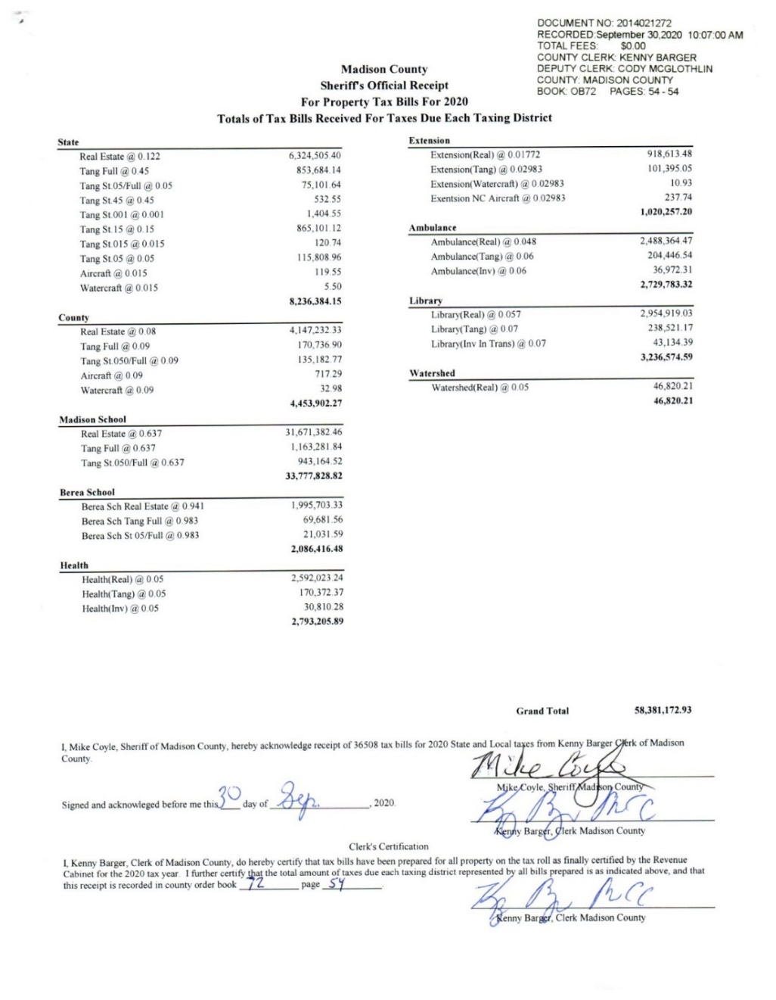 DOCUMENT NO: 2014021272
RECORDED:September 30,2020 10:07:00 AM
TOTAL FEES: $0.00
COUNTY CLERK: KENNY BARGER
DEPUTY CLERK: CODY MCGLOTHLIN
COUNTY: MADISON COUNTY
BOOK: OB72 PAGES: 54 - 54
Madison County
Sheriff's Official Receipt
For Property Tax Bills For 2020
Totals of Tax Bills Received For Taxes Due Each Taxing District
State
Real Estate @ 0.122 6,324,505.40
Tang Full @ 0.45 853,684.14
Tang St.05/Full @ 0.05 75,101.64
Tang St.45 @ 0.45 532.55
Tang St.001 @ 0.001 1,404.55
Tang St.15 @ 0.15 865,101.12
Tang St.015 @ 0.015 120.74
Tang St.05 @ 0.05 115,808.96
Aircraft @ 0.015 119.55
Watercraft @ 0.015 5.50
8,236,384.15
County
Real Estate @ 0.08 4,147,232.33
Tang Full @ 0.09 170,736.90
Tang St.050/Full @ 0.09 135,182.77
Aircraft @ 0.09 717.29
Watercraft @ 0.09 32.98
4,453,902.27
Madison School
Real Estate @ 0.637 31,671,382.46
Tang Full @ 0.637 1,163,281.84
Tang St.050/Full @ 0.637 943,164.52
33,777,828.82
Berea School
Berea Sch Real Estate @ 0.941 1,995,703.33
Berea Sch Tang Full @ 0.983 69,681.56
Berea Sch St 05/Full @ 0.983 21,031.59
2,086,416.48
Health
Health(Real) @ 0.05 2,592,023.24
Health(Tang) @ 0.05 170,372.37
Health(Inv) @ 0.05 30,810.28
2,793,205.89
Extension
Extension(Real) @ 0.01772 918,613.48
Extension(Tang) @ 0.02983 101,395.05
Extension(Watercraft) @ 0.02983 10.93
Exentsion NC Aircraft @ 0.02983 237.74
1,020,257.20
Ambulance
Ambulance(Real) @ 0.048 2,488,364.47
Ambulance(Tang) @ 0.06 204,446.54
Ambulance(Inv) @ 0.06 36,972.31
2,729,783.32
Library
Library(Real) @ 0.057 2,954,919.03
Library(Tang) @ 0.07 238,521.17
Library(Inv In Trans) @ 0.07 43,134.39
3,236,574.59
Watershed
Watershed(Real) @ 0.05 46,820.21
46,820.21
Grand Total 58,381,172.93
I, Mike Coyle, Sheriff of Madison County, hereby acknowledge receipt of 36508 tax bills for 2020 State and Local taxes from Kenny Barger Clerk of Madison
County.
Mike Coyle
Mike Coyle, Sheriff Madison County
Signed and acknowleged before me this 30 day of Sep. , 2020.
Kenny Barger, Clerk Madison County
Clerk's Certification
I, Kenny Barger, Clerk of Madison County, do hereby certify that tax bills have been prepared for all property on the tax roll as finally certified by the Revenue
Cabinet for the 2020 tax year. I further certify that the total amount of taxes due each taxing district represented by all bills prepared is as indicated above, and that
this receipt is recorded in county order book 72 page 54.
Kenny Barger, Clerk Madison County